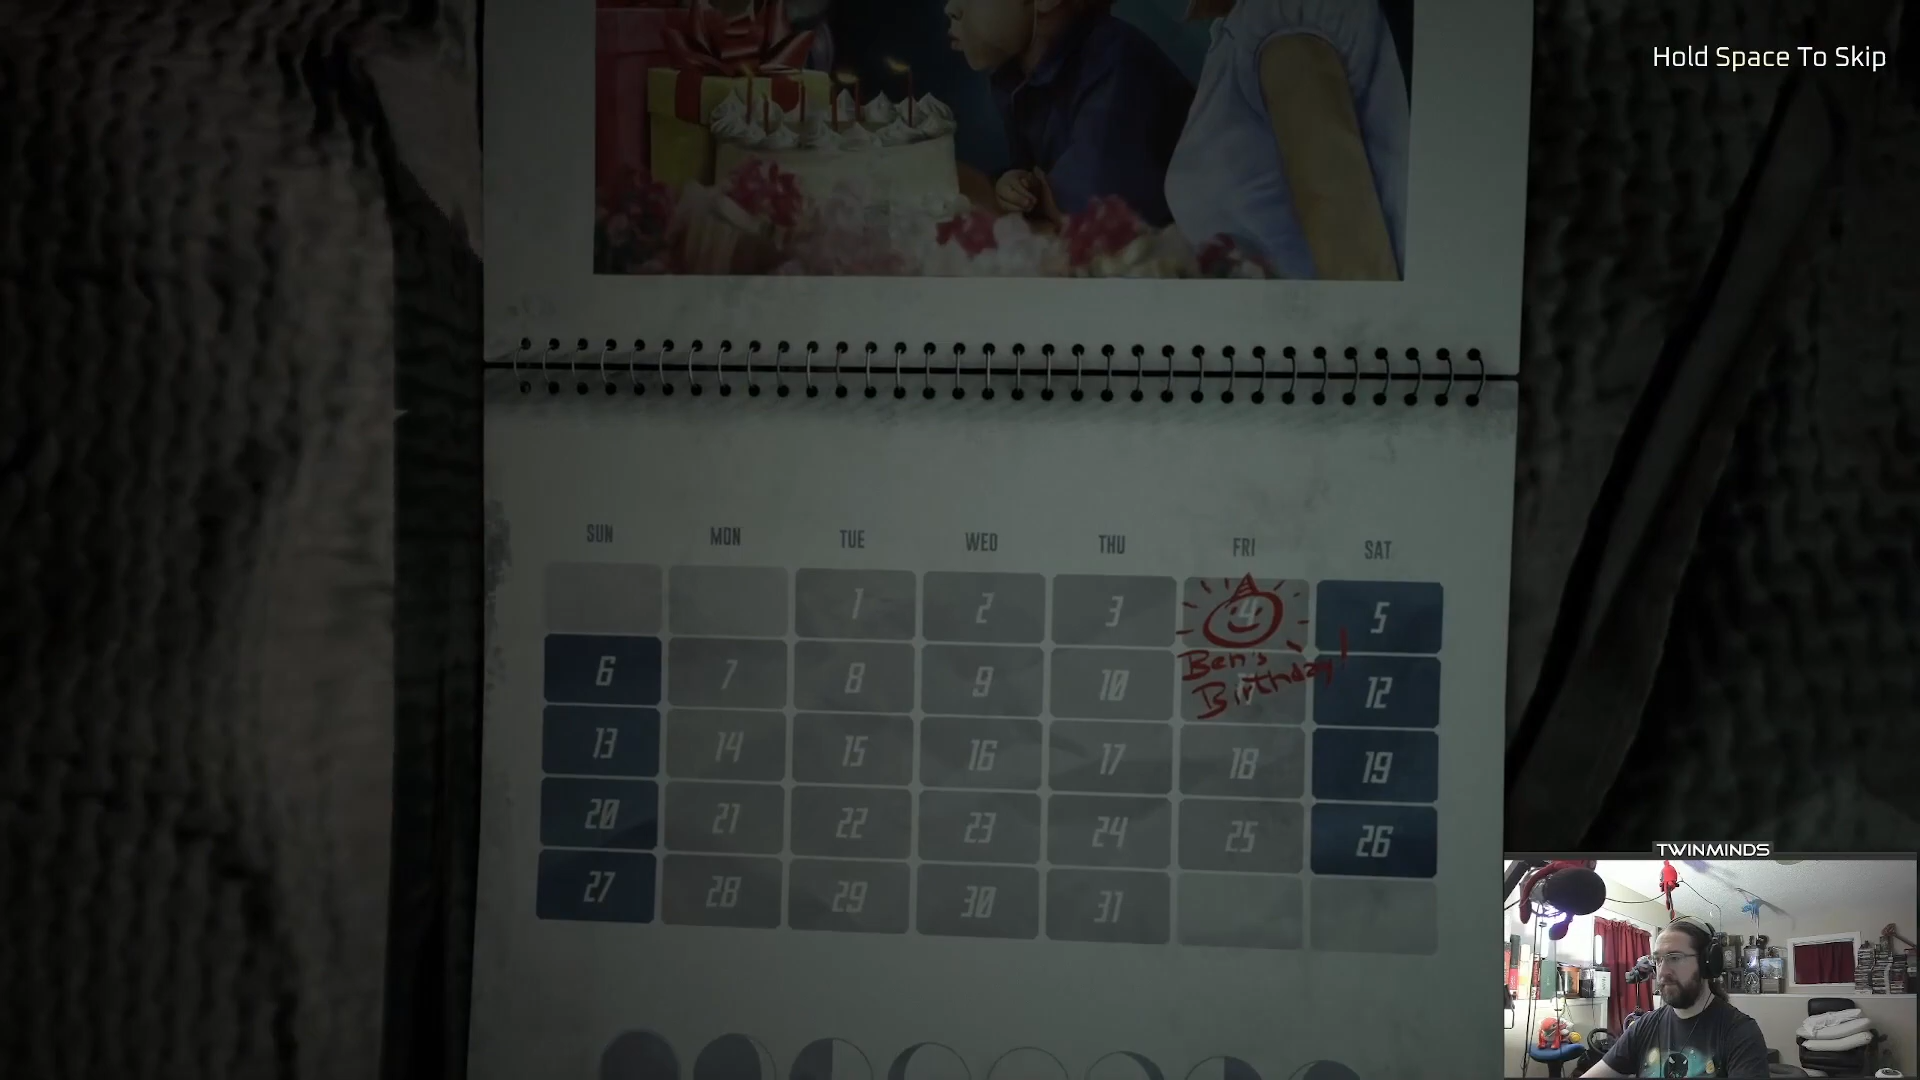 Hold Space To Skip
SUN MON TUE WED THU FRI SAT
1 2 3 4 5
6 7 8 9 10 12
Ben's
Birthday!
13 14 15 16 17 18 19
20 21 22 23 24 25 26
27 28 29 30 31
TWINMINDS